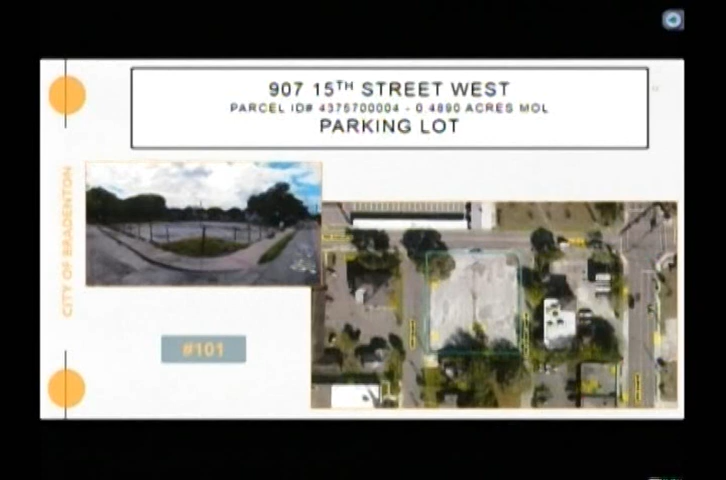 907 15TH STREET WEST
PARCEL ID# 4375700004 - 0.4890 ACRES MOL
PARKING LOT
CITY OF BRADENTON
#101